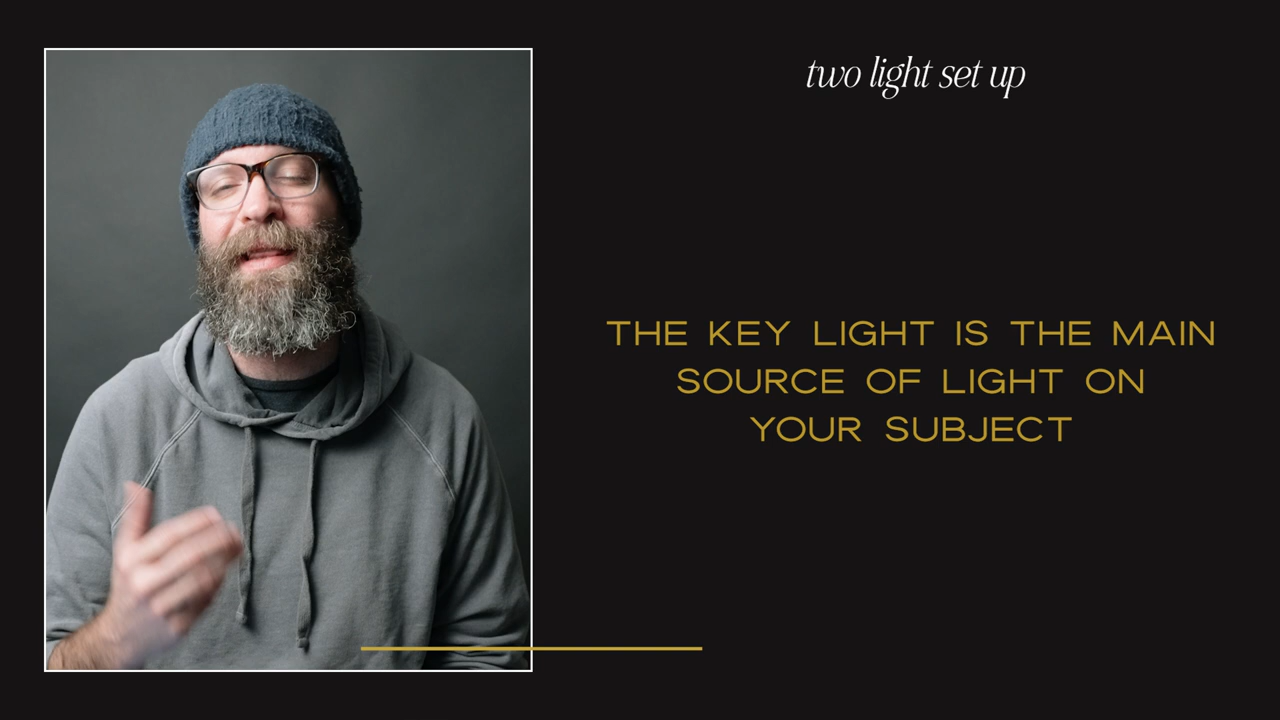 two light set up
THE KEY LIGHT IS THE MAIN
SOURCE OF LIGHT ON
YOUR SUBJECT